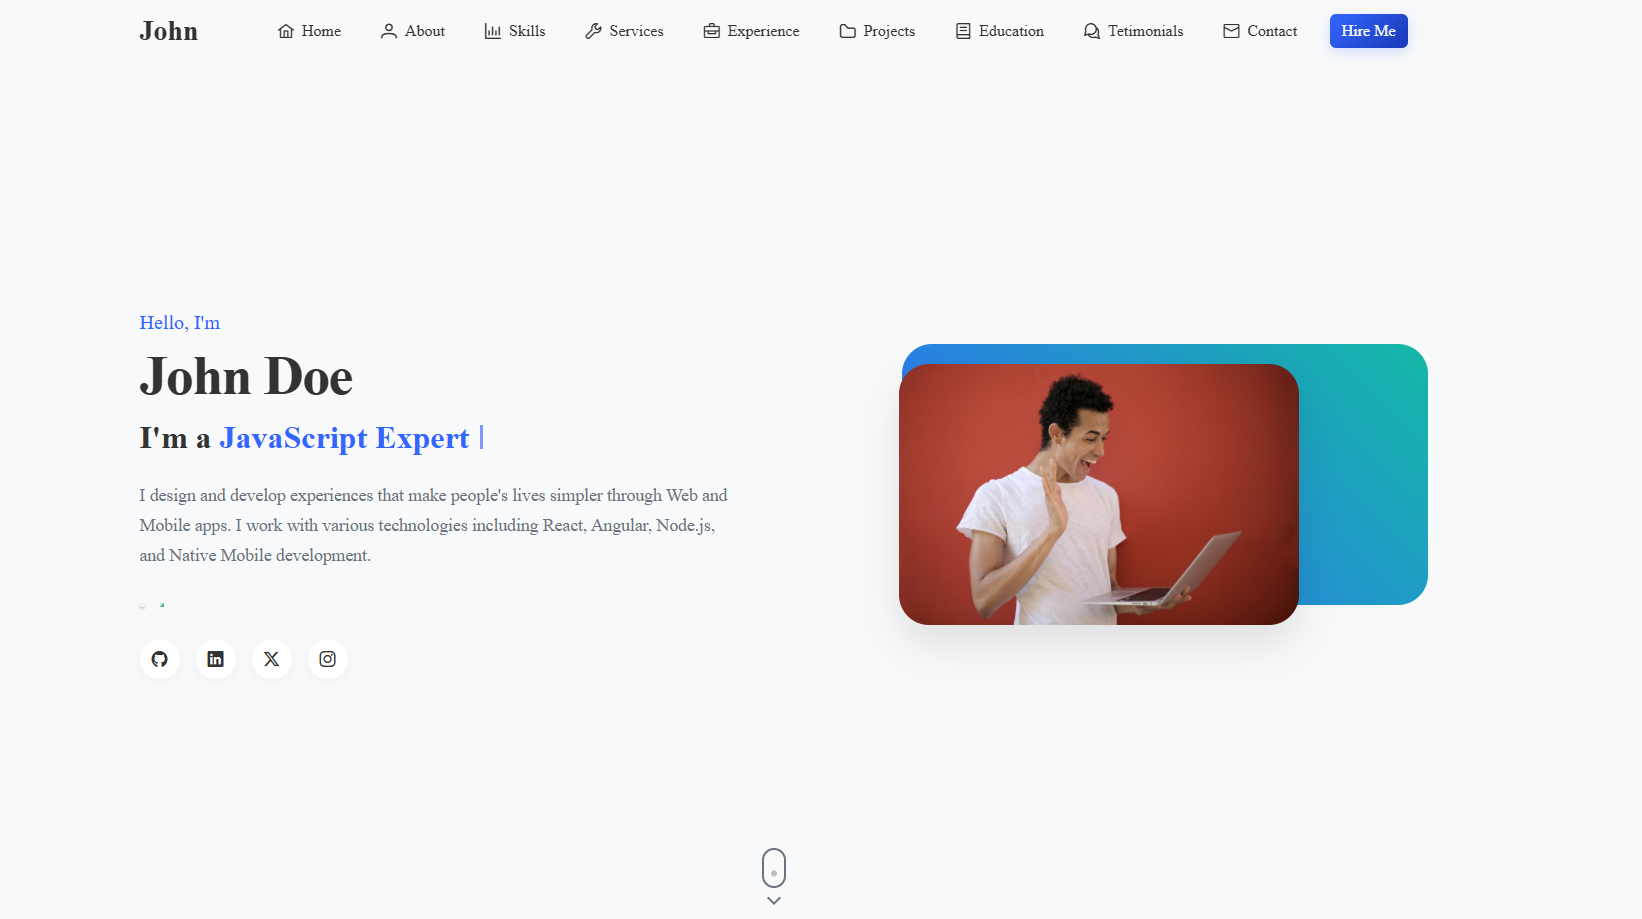 John
Home
About
Skills
Services
Experience
Projects
Education
Tetimonials
Contact
Hire Me
Hello, I'm
John Doe
I'm a JavaScript Expert |
I design and develop experiences that make people's lives simpler through Web and
Mobile apps. I work with various technologies including React, Angular, Node.js,
and Native Mobile development.